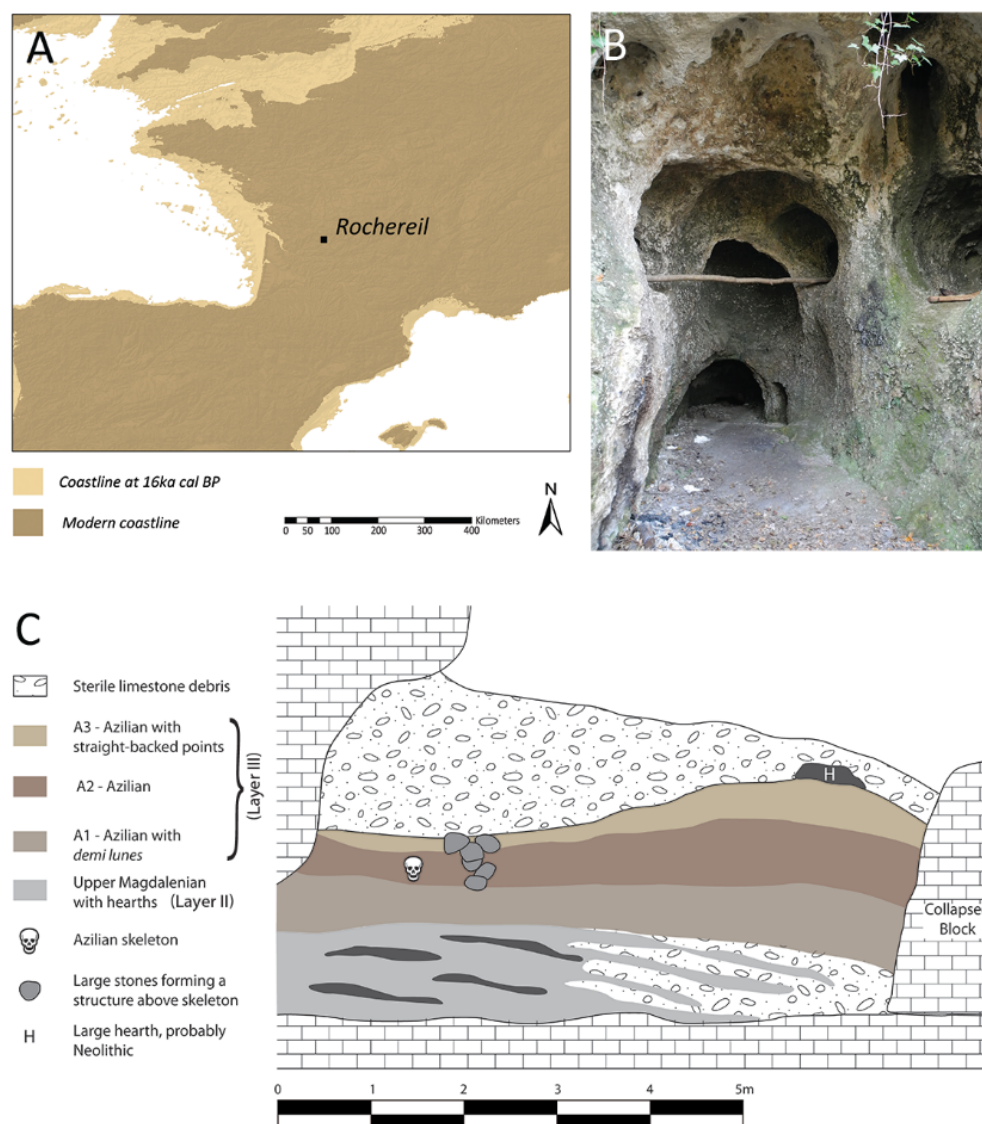 A
Rochereil
B
Coastline at 16ka cal BP
Modern coastline
0 50 100 200 300 400 Kilometers
N
C
Sterile limestone debris
A3 - Azilian with
straight-backed points
A2 - Azilian
A1 - Azilian with
demi lunes
(Layer III)
Upper Magdalenian
with hearths (Layer II)
Azilian skeleton
Large stones forming a
structure above skeleton
H
Large hearth, probably
Neolithic
H
Collapse
Block
0 1 2 3 4 5m